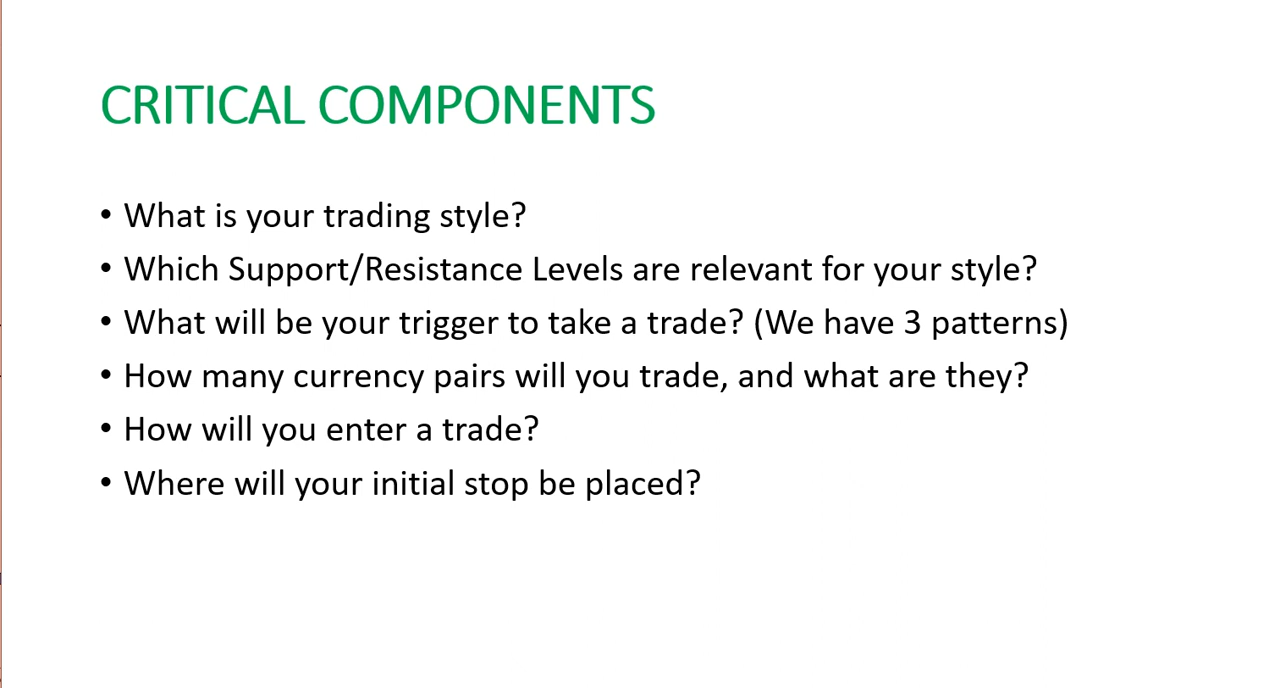 CRITICAL COMPONENTS
• What is your trading style?
• Which Support/Resistance Levels are relevant for your style?
• What will be your trigger to take a trade? (We have 3 patterns)
• How many currency pairs will you trade, and what are they?
• How will you enter a trade?
• Where will your initial stop be placed?